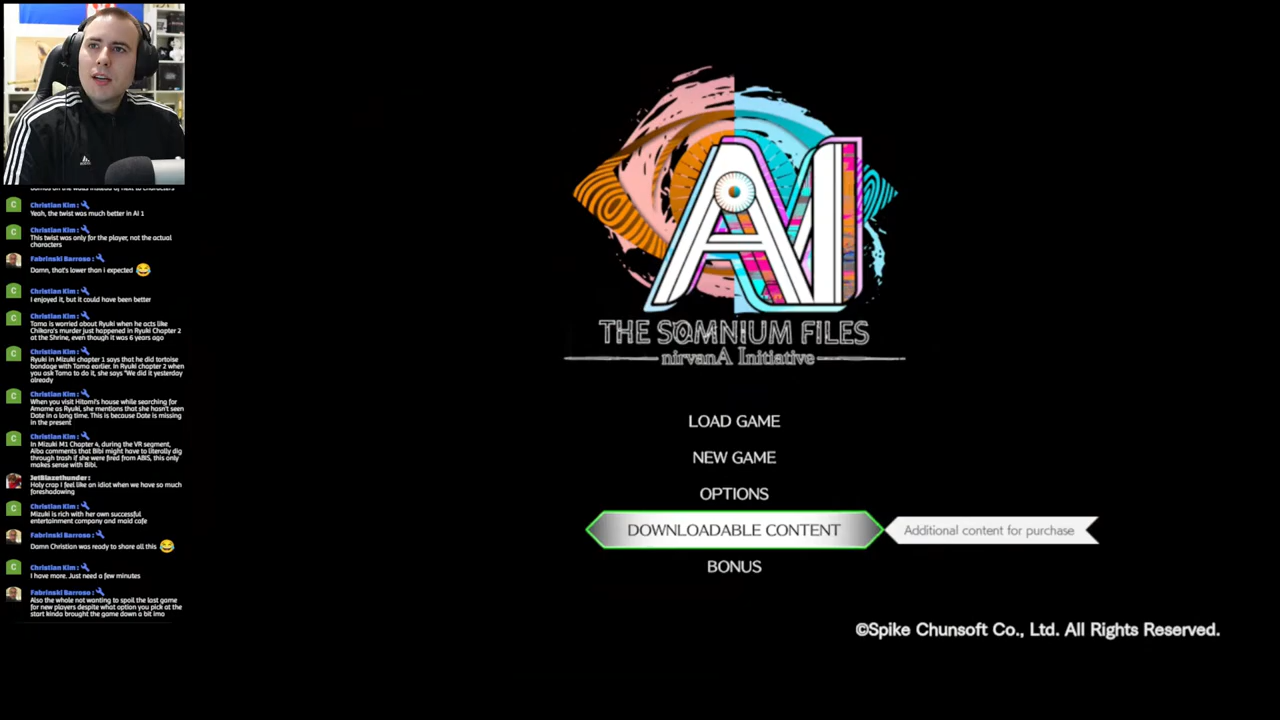 Christian Kim :
Yeah, the twist was much better in AI 1
Christian Kim :
This twist was only for the player, not the actual
characters
Fabrinski Barroso :
Damn, that's lower than i expected 😂
Christian Kim :
I enjoyed it, but it could have been better
Christian Kim :
Tama is worried about Ryuki when he acts like
Chikara's murder just happened in Ryuki Chapter 2
at the Shrine, even though it was 6 years ago
Christian Kim :
Ryuki in Mizuki chapter 1 says that he did tortoise
bondage with Tama earlier. In Ryuki chapter 2 when
you ask Tama to do it, she says "We did it yesterday
already
Christian Kim :
When you visit Hitomi's house while searching for
Amame as Ryuki, she mentions that she hasn't seen
Date in a long time. This is because Date is missing
in the present
Christian Kim :
In Mizuki M1 Chapter 4, during the VR segment,
Aiba comments that Bibi might have to literally dig
through trash if she were fired from ABIS, this only
makes sense with Bibi.
JetBlazethunder :
Holy crap I feel like an idiot when we have so much
foreshadowing
Christian Kim :
Mizuki is rich with her own successful
entertainment company and maid cafe
Fabrinski Barroso :
Damn Christian was ready to share all this 😂
Christian Kim :
I have more. Just need a few minutes
Fabrinski Barroso :
Also the whole not wanting to spoil the last game
for new players despite what option you pick at the
start kinda brought the game down a bit imo
AI
THE SOMNIUM FILES
nirvanA Initiative
LOAD GAME
NEW GAME
OPTIONS
DOWNLOADABLE CONTENT
Additional content for purchase
BONUS
©Spike Chunsoft Co., Ltd. All Rights Reserved.